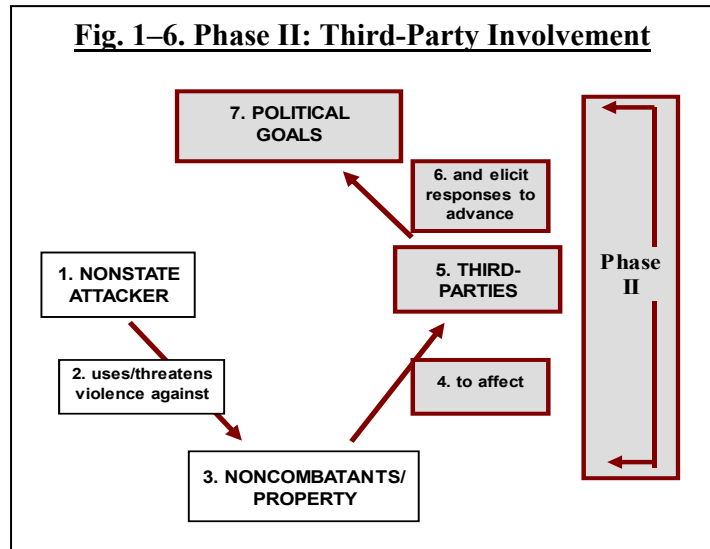 Fig. 1–6. Phase II: Third-Party Involvement
7. POLITICAL
GOALS
6. and elicit
responses to
advance
1. NONSTATE
ATTACKER
5. THIRD-
PARTIES
Phase
II
2. uses/threatens
violence against
4. to affect
3. NONCOMBATANTS/
PROPERTY